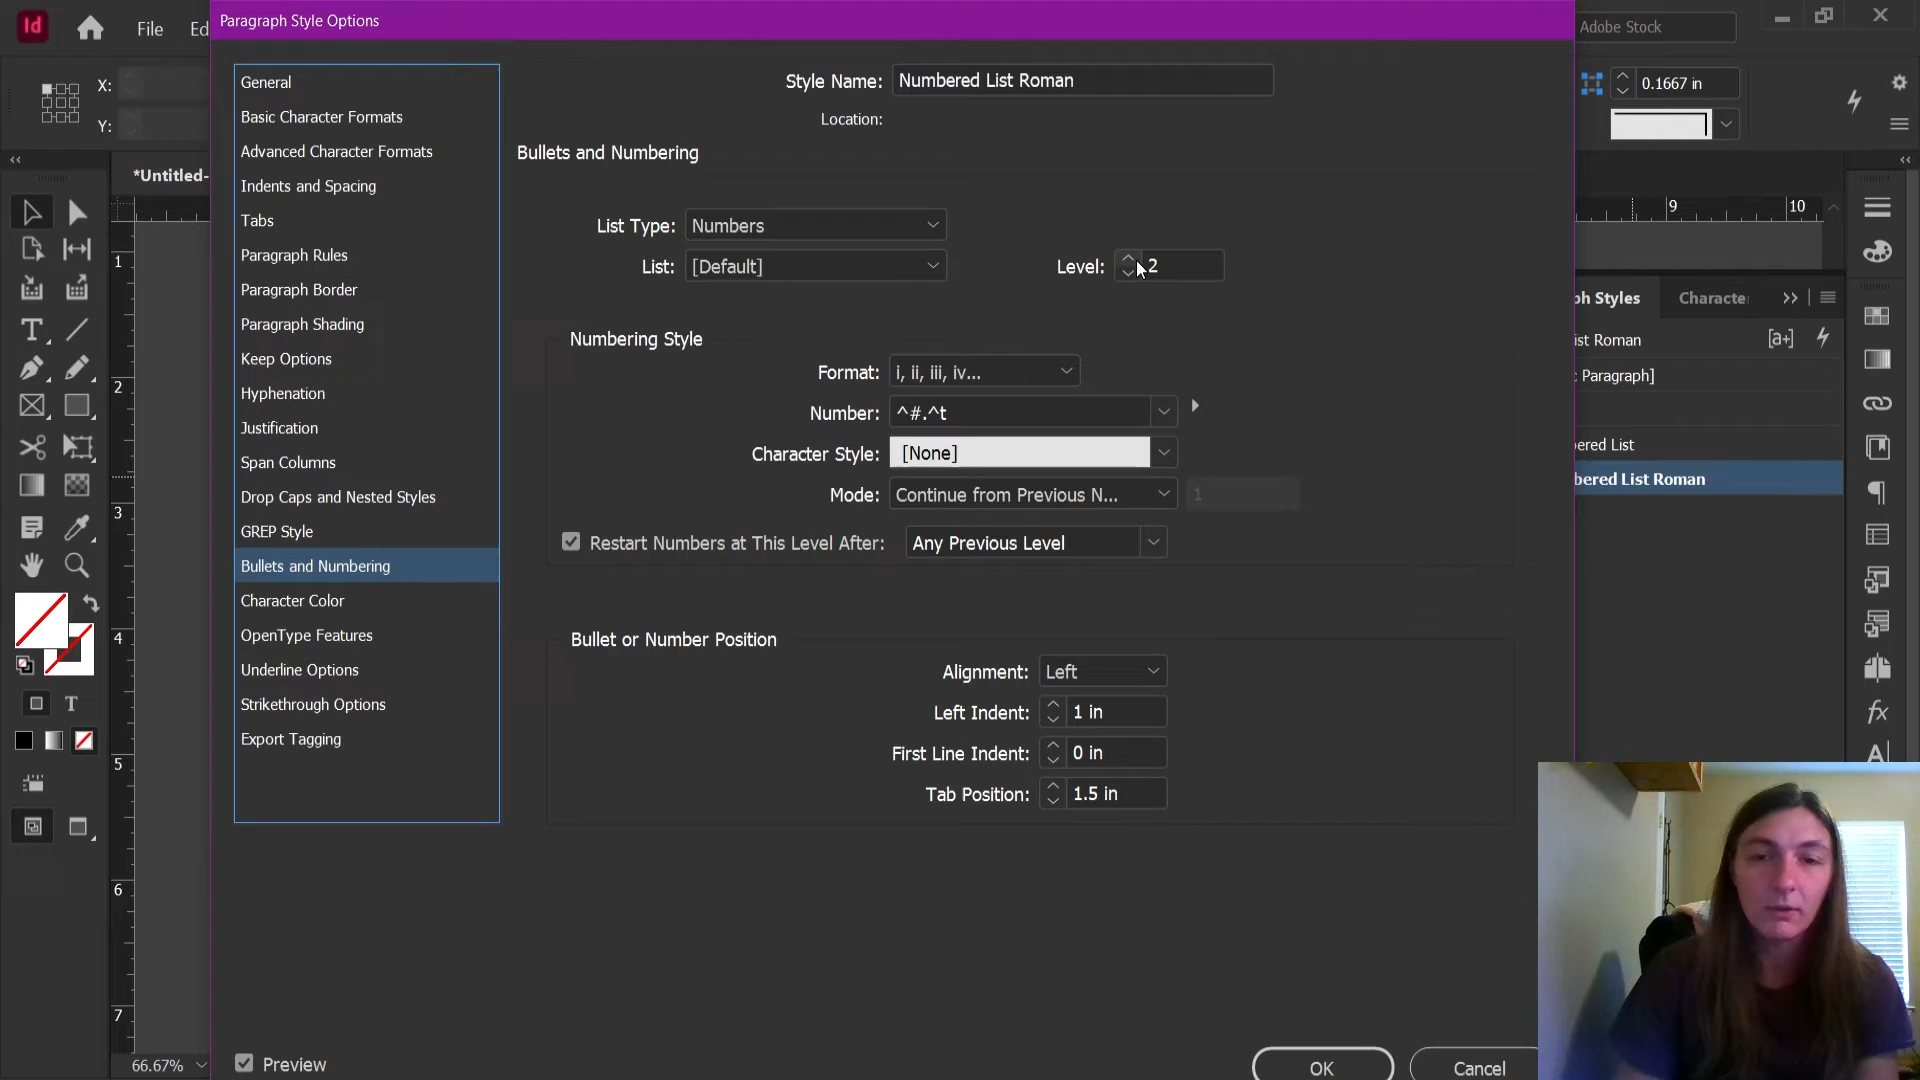 Id
File
Ed
Paragraph Style Options
Adobe Stock
X:
Y:
0.1667 in
*Untitled-
General
Basic Character Formats
Advanced Character Formats
Indents and Spacing
Tabs
Paragraph Rules
Paragraph Border
Paragraph Shading
Keep Options
Hyphenation
Justification
Span Columns
Drop Caps and Nested Styles
GREP Style
Bullets and Numbering
Character Color
OpenType Features
Underline Options
Strikethrough Options
Export Tagging
Style Name: Numbered List Roman
Location:
Bullets and Numbering
List Type: Numbers
List: [Default]
Level: 2
Numbering Style
Format: i, ii, iii, iv...
Number: ^#.^t
Character Style: [None]
Mode: Continue from Previous N... 1
Restart Numbers at This Level After: Any Previous Level
Bullet or Number Position
Alignment: Left
Left Indent: 1 in
First Line Indent: 0 in
Tab Position: 1.5 in
Preview
OK
Cancel
9 10
ph Styles
Characte
ist Roman
[a+]
c Paragraph]
ered List
bered List Roman
1
2
3
4
5
6
7
66.67%